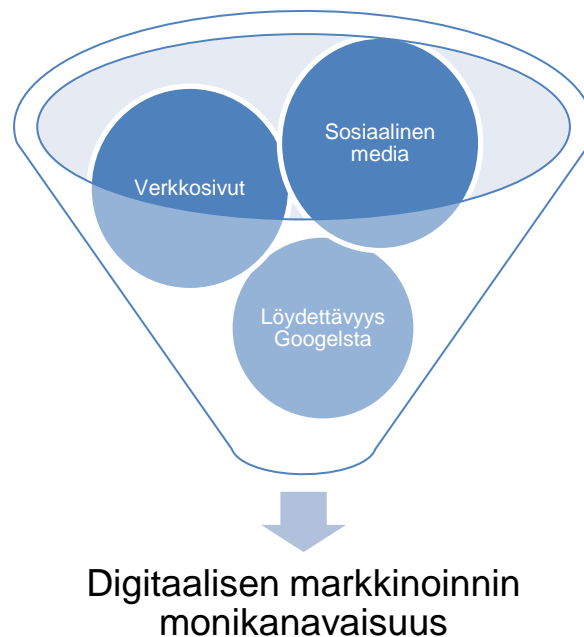 Sosiaalinen
media
Verkkosivut
Löydettävyys
Googelsta
Digitaalisen markkinoinnin
monikanavaisuus